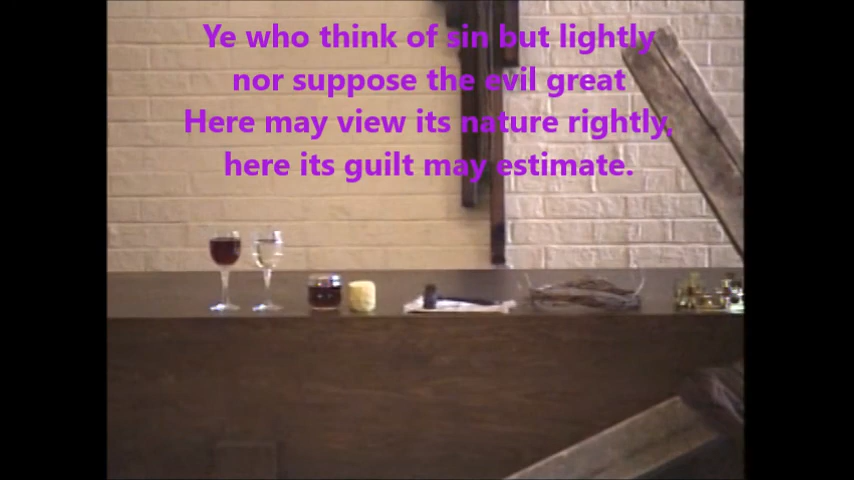 Ye who think of sin but lightly
nor suppose the evil great
Here may view its nature rightly,
here its guilt may estimate.